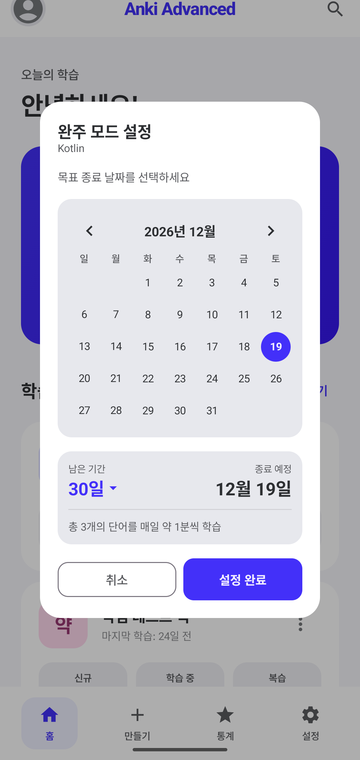 Anki Advanced
오늘의 학습
완주 모드 설정
Kotlin
목표 종료 날짜를 선택하세요
2026년 12월
일 월 화 수 목 금 토
1 2 3 4 5
6 7 8 9 10 11 12
13 14 15 16 17 18 19
20 21 22 23 24 25 26
27 28 29 30 31
남은 기간 종료 예정
30일 12월 19일
총 3개의 단어를 매일 약 1분씩 학습
취소 설정 완료
약
마지막 학습: 24일 전
신규 학습 중 복습
홈 만들기 통계 설정